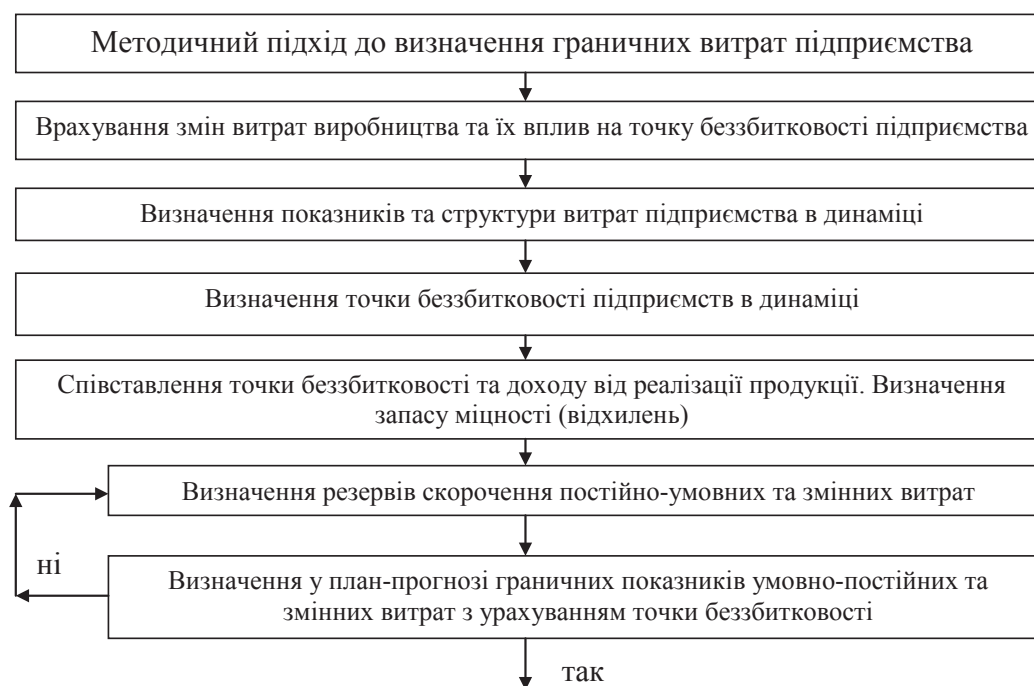 Методичний підхід до визначення граничних витрат підприємства
Врахування змін витрат виробництва та їх вплив на точку беззбитковості підприємства
Визначення показників та структури витрат підприємства в динаміці
Визначення точки беззбитковості підприємств в динаміці
Співставлення точки беззбитковості та доходу від реалізації продукції. Визначення
запасу міцності (відхилень)
Визначення резервів скорочення постійно-умовних та змінних витрат
ні
Визначення у план-прогнозі граничних показників умовно-постійних та
змінних витрат з урахуванням точки беззбитковості
так